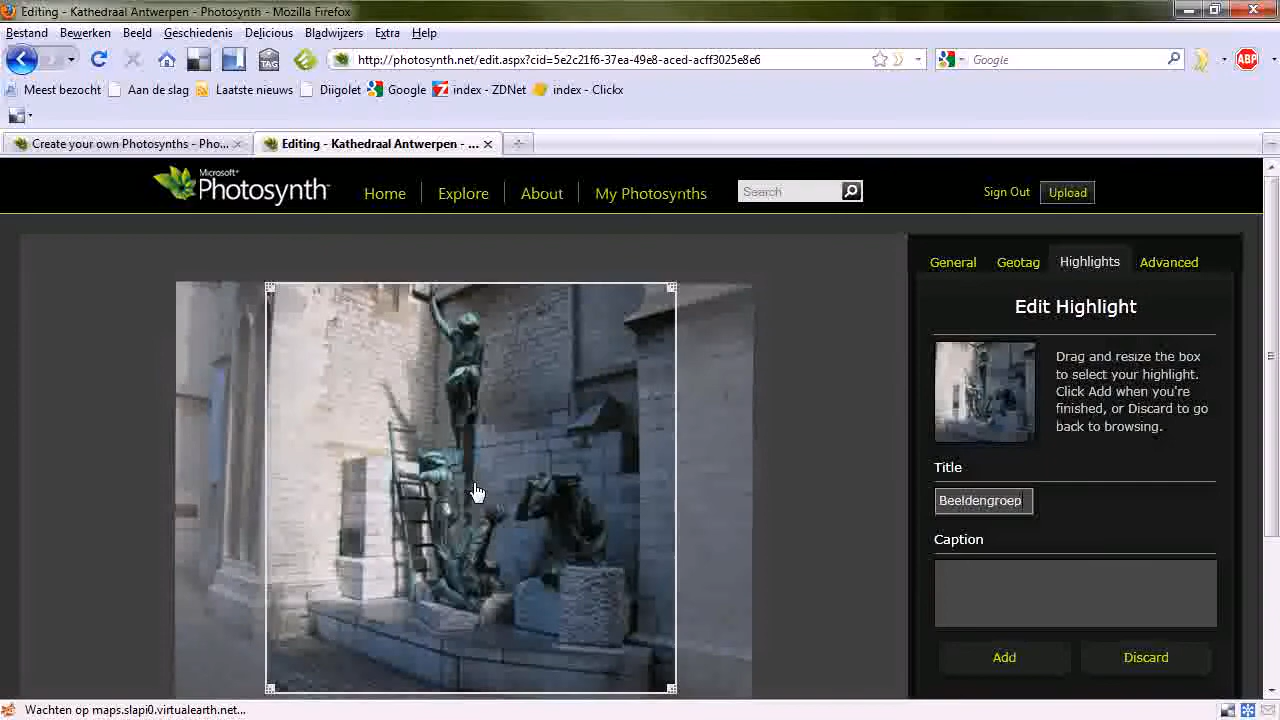 Editing - Kathedraal Antwerpen - Photosynth - Mozilla Firefox
Bestand Bewerken Beeld Geschiedenis Delicious Bladwijzers Extra Help
TAG http://photosynth.net/edit.aspx?cid=5e2c21f6-37ea-49e8-aced-acff3025e8e6 Google ABP
Meest bezocht Aan de slag Laatste nieuws Diigolet Google index - ZDNet index - Clickx
Create your own Photosynths - Pho... Editing - Kathedraal Antwerpen - ...
Microsoft®
Photosynth™ Home Explore About My Photosynths Search Sign Out Upload
General Geotag Highlights Advanced
Edit Highlight
Drag and resize the box
to select your highlight.
Click Add when you're
finished, or Discard to go
back to browsing.
Title
Beeldengroep
Caption
Add Discard
Wachten op maps.slapi0.virtualearth.net...